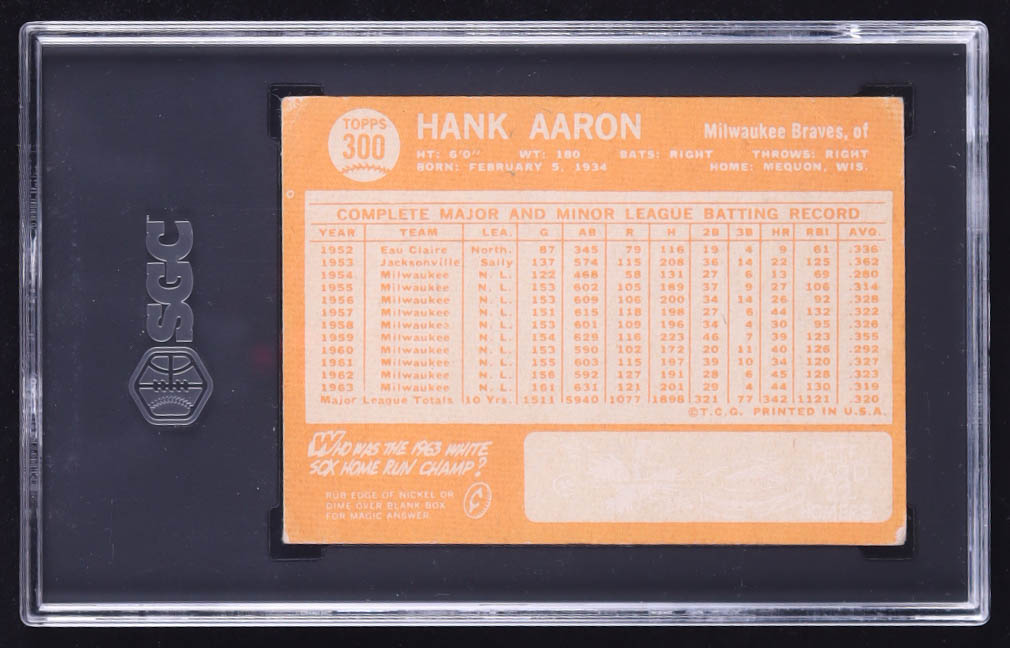 SGC
TOPPS
300
HANK AARON
Milwaukee Braves, of
HT: 6'0" WT: 180 BATS: RIGHT THROWS: RIGHT
BORN: FEBRUARY 5, 1934 HOME: MEQUON, WIS.
COMPLETE MAJOR AND MINOR LEAGUE BATTING RECORD
YEAR TEAM LEA. G AB R H 2B 3B HR RBI AVG.
1952 Eau Claire North. 87 345 79 116 19 4 9 61 .336
1953 Jacksonville Sally 137 574 115 208 36 14 22 125 .362
1954 Milwaukee N. L. 122 468 58 131 27 6 13 69 .280
1955 Milwaukee N. L. 153 602 105 189 37 9 27 106 .314
1956 Milwaukee N. L. 153 609 106 200 34 14 26 92 .328
1957 Milwaukee N. L. 151 615 118 198 27 6 44 132 .322
1958 Milwaukee N. L. 153 601 109 196 34 4 30 95 .326
1959 Milwaukee N. L. 154 629 116 223 46 7 39 123 .355
1960 Milwaukee N. L. 153 590 102 172 20 11 40 126 .292
1961 Milwaukee N. L. 155 603 115 197 39 10 34 120 .327
1962 Milwaukee N. L. 156 592 127 191 28 6 45 128 .323
1963 Milwaukee N. L. 161 631 121 201 29 4 44 130 .319
Major League Totals 10 Yrs. 1511 5940 1077 1898 321 77 342 1121 .320
©T.C.G. PRINTED IN U.S.A.
WHO WAS THE 1963 WHITE
SOX HOME RUN CHAMP?
RUB EDGE OF NICKEL OR
DIME OVER BLANK BOX
FOR MAGIC ANSWER.